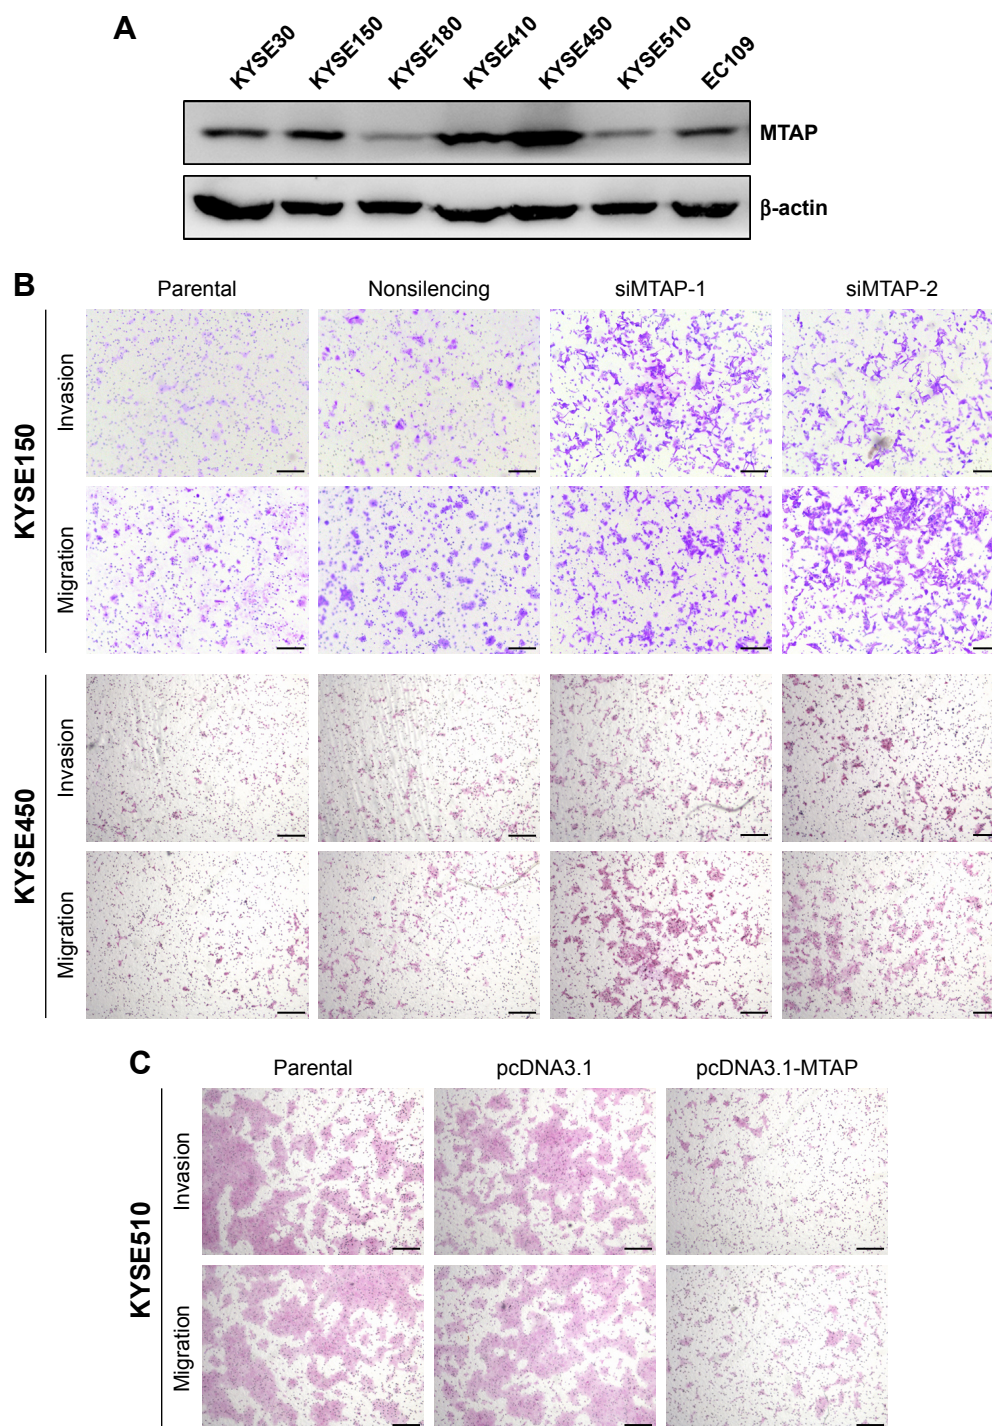 A
KYSE30 KYSE150 KYSE180 KYSE410 KYSE450 KYSE510 EC109
MTAP
β-actin
B
Parental Nonsilencing siMTAP-1 siMTAP-2
KYSE150
Invasion
Migration
KYSE450
Invasion
Migration
C
Parental pcDNA3.1 pcDNA3.1-MTAP
KYSE510
Invasion
Migration